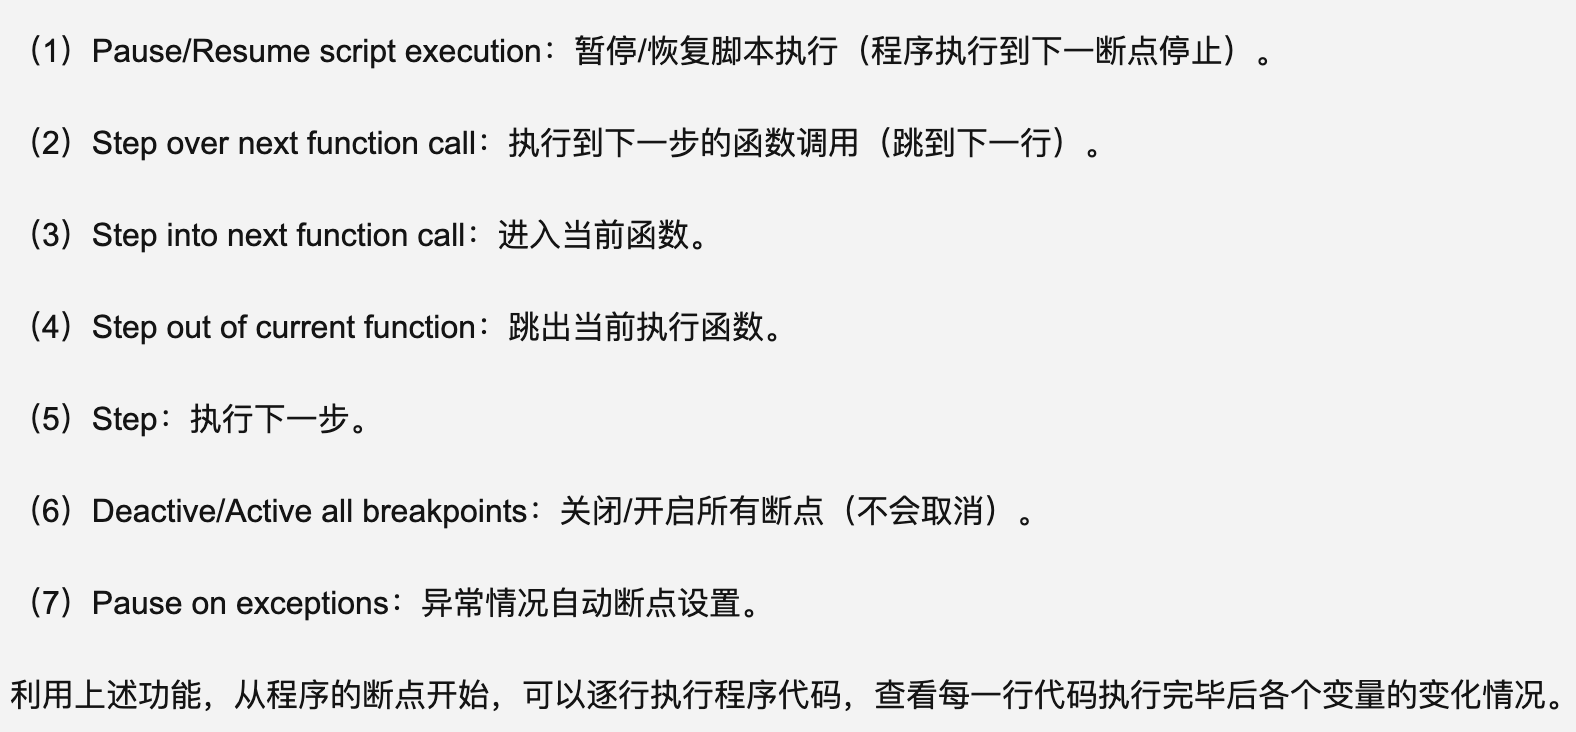 （1）Pause/Resume script execution：暂停/恢复脚本执行（程序执行到下一断点停止）。
（2）Step over next function call：执行到下一步的函数调用（跳到下一行）。
（3）Step into next function call：进入当前函数。
（4）Step out of current function：跳出当前执行函数。
（5）Step：执行下一步。
（6）Deactive/Active all breakpoints：关闭/开启所有断点（不会取消）。
（7）Pause on exceptions：异常情况自动断点设置。
利用上述功能，从程序的断点开始，可以逐行执行程序代码，查看每一行代码执行完毕后各个变量的变化情况。